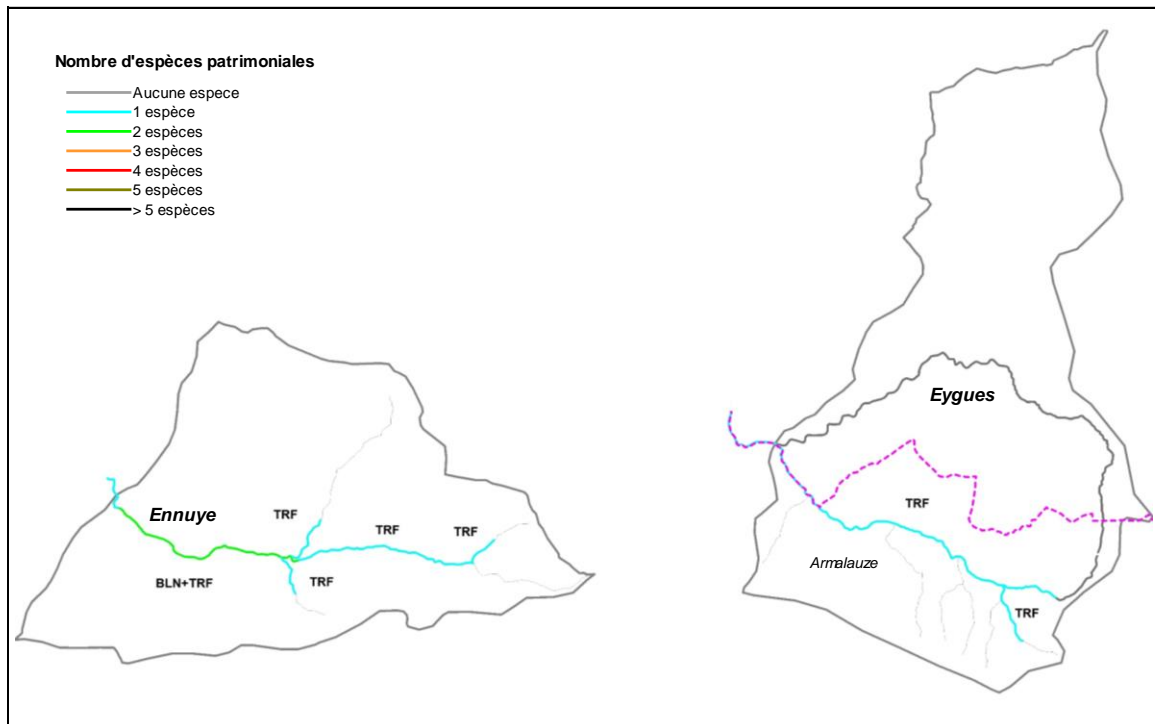 Nombre d'espèces patrimoniales
Aucune espece
1 espèce
2 espèces
3 espèces
4 espèces
5 espèces
> 5 espèces
Eygues
Ennuye
TRF
TRF
TRF
TRF
BLN+TRF
TRF
Armalauze
TRF